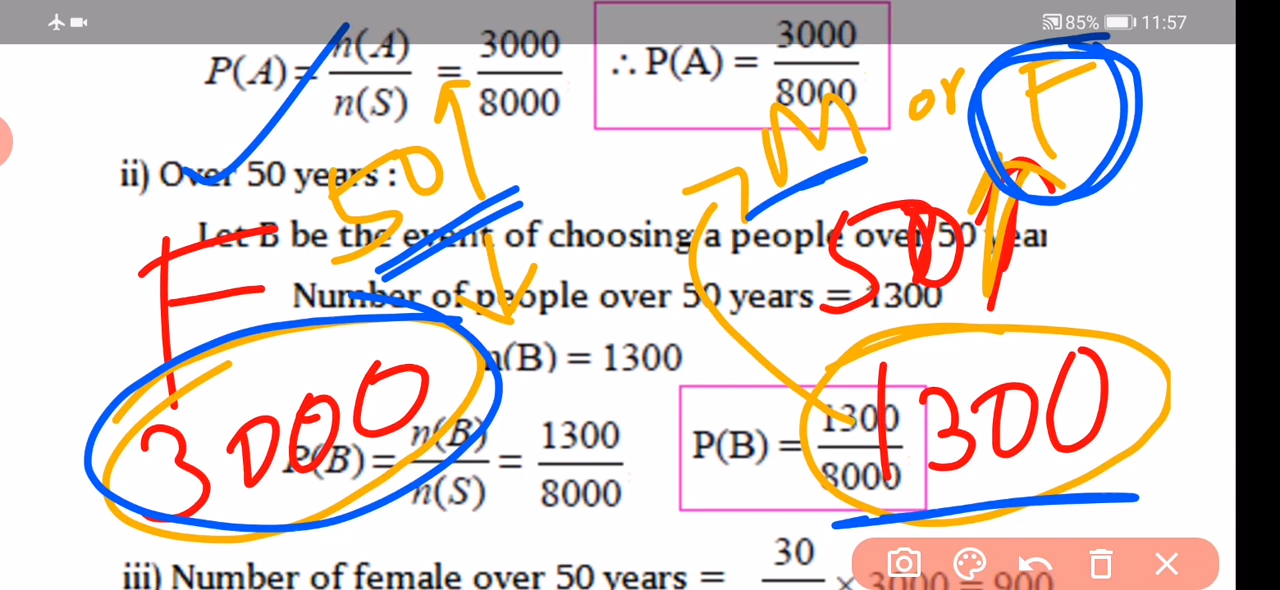 85% 11:57
P(A) = n(A)/n(S) = 3000/8000 ∴ P(A) = 3000/8000
M or F
ii) Over 50 years :
50
Let B be the event of choosing a people over 50 year
F 50↑
Number of people over 50 years = 1300
n(B) = 1300
3000 1300
P(B) = n(B)/n(S) = 1300/8000 P(B) = 1300/8000
iii) Number of female over 50 years = 30/ × 3000 = 900